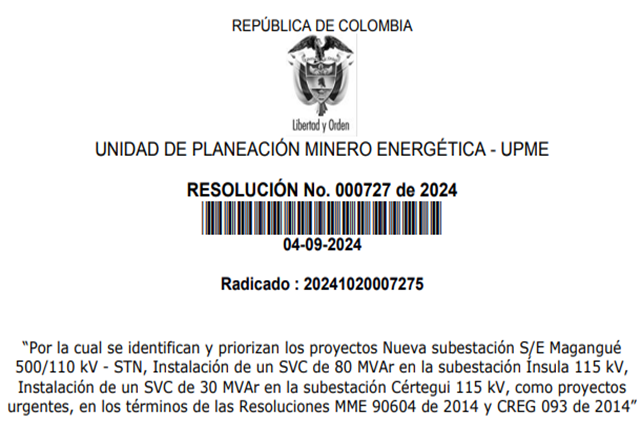 REPÚBLICA DE COLOMBIA
Libertad y Orden
UNIDAD DE PLANEACIÓN MINERO ENERGÉTICA - UPME
RESOLUCIÓN No. 000727 de 2024
04-09-2024
Radicado : 20241020007275
“Por la cual se identifican y priorizan los proyectos Nueva subestación S/E Magangué
500/110 kV - STN, Instalación de un SVC de 80 MVAr en la subestación Ínsula 115 kV,
Instalación de un SVC de 30 MVAr en la subestación Cértegui 115 kV, como proyectos
urgentes, en los términos de las Resoluciones MME 90604 de 2014 y CREG 093 de 2014”